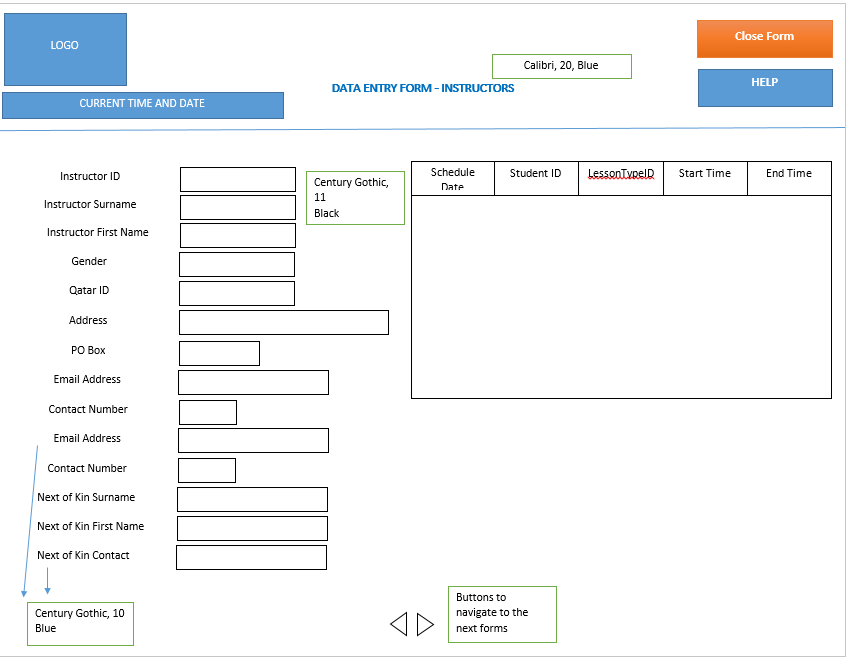 LOGO
Close Form
Calibri, 20, Blue
HELP
DATA ENTRY FORM - INSTRUCTORS
CURRENT TIME AND DATE
Instructor ID
Instructor Surname
Instructor First Name
Gender
Qatar ID
Address
PO Box
Email Address
Contact Number
Email Address
Contact Number
Next of Kin Surname
Next of Kin First Name
Next of Kin Contact
Century Gothic,
11
Black
Schedule
Date
Student ID
LessonTypeID
Start Time
End Time
Century Gothic, 10
Blue
Buttons to
navigate to the
next forms